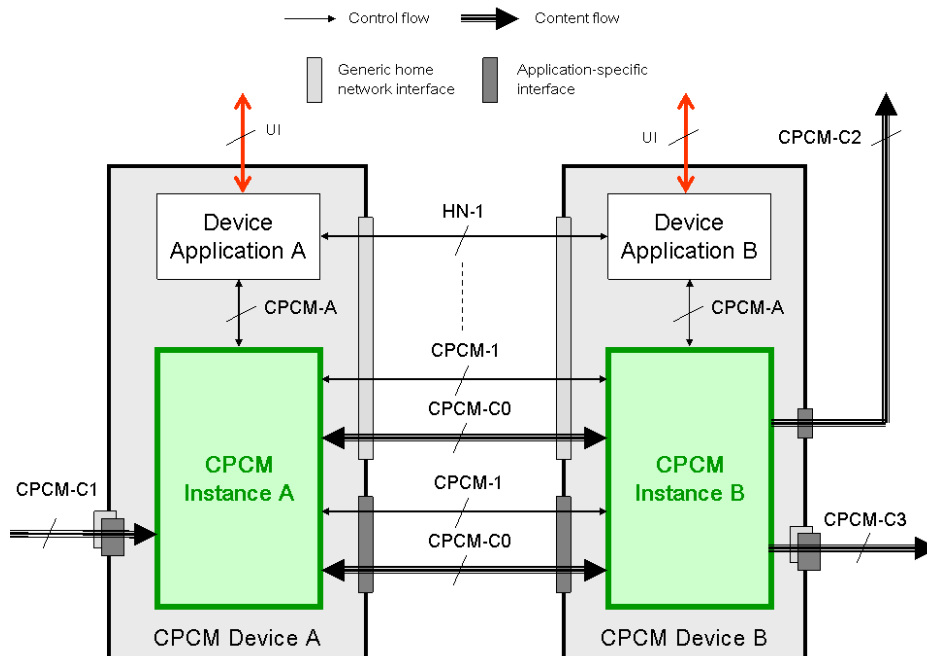 Control flow
Content flow
Generic home
network interface
Application-specific
interface
UI
UI
CPCM-C2
Device
Application A
HN-1
Device
Application B
CPCM-A
CPCM-A
CPCM-1
CPCM-C0
CPCM
Instance A
CPCM
Instance B
CPCM-C1
CPCM-1
CPCM-C3
CPCM-C0
CPCM Device A
CPCM Device B